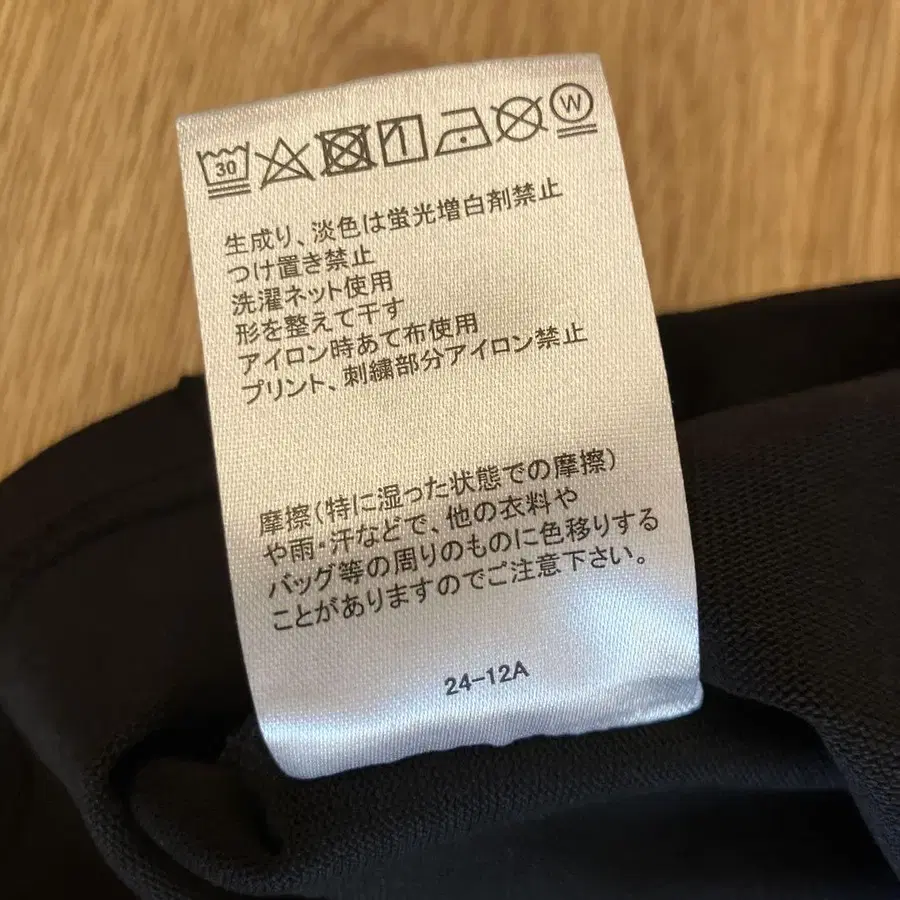 30 W
生成り、淡色は蛍光増白剤禁止
つけ置き禁止
洗濯ネット使用
形を整えて干す
アイロン時あて布使用
プリント、刺繍部分アイロン禁止
摩擦(特に湿った状態での摩擦)
や雨・汗などで、他の衣料や
バッグ等の周りのものに色移りする
ことがありますのでご注意下さい。
24-12A